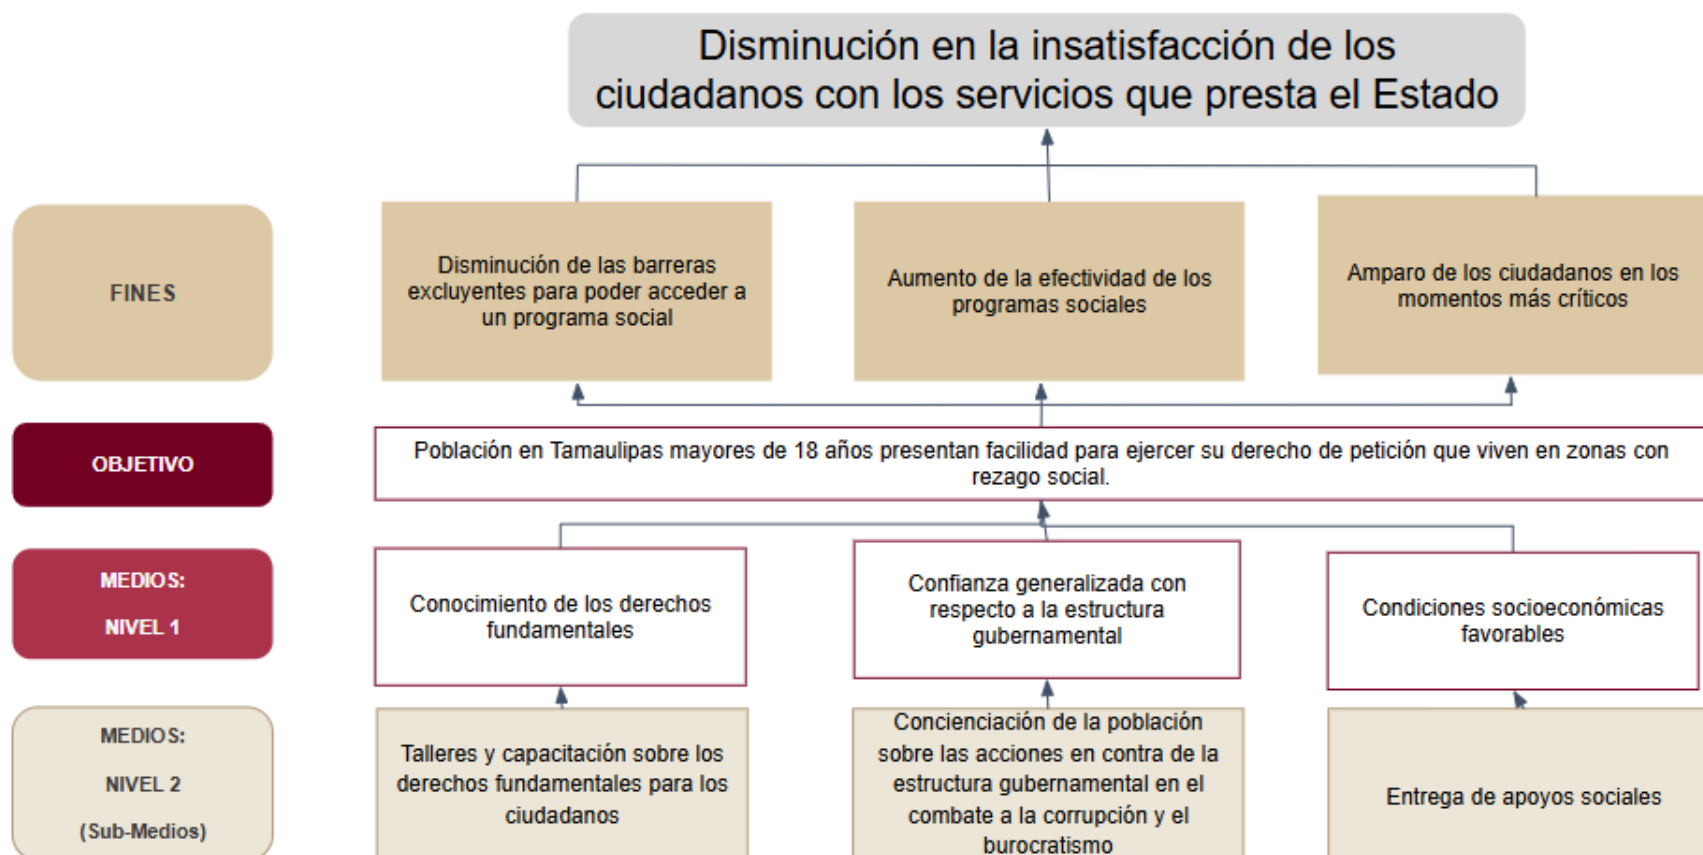 Disminución en la insatisfacción de los
ciudadanos con los servicios que presta el Estado
FINES
Disminución de las barreras
excluyentes para poder acceder a
un programa social
Aumento de la efectividad de los
programas sociales
Amparo de los ciudadanos en los
momentos más críticos
OBJETIVO
Población en Tamaulipas mayores de 18 años presentan facilidad para ejercer su derecho de petición que viven en zonas con
rezago social.
MEDIOS:
NIVEL 1
Conocimiento de los derechos
fundamentales
Confianza generalizada con
respecto a la estructura
gubernamental
Condiciones socioeconómicas
favorables
MEDIOS:
NIVEL 2
(Sub-Medios)
Talleres y capacitación sobre los
derechos fundamentales para los
ciudadanos
Concienciación de la población
sobre las acciones en contra de la
estructura gubernamental en el
combate a la corrupción y el
burocratismo
Entrega de apoyos sociales